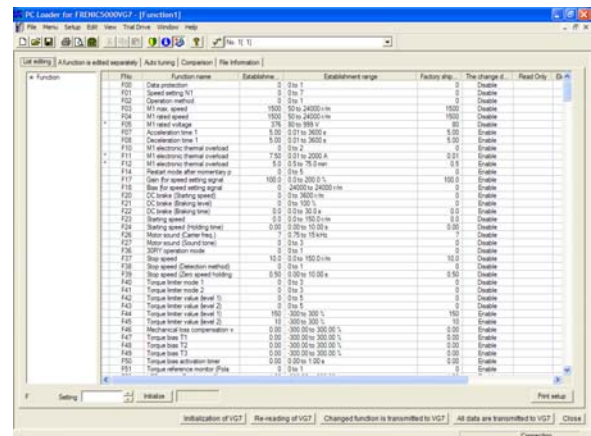 PC Loader for FRENIC5000VG7 - [Function1]
File Menu Setup Edit View Trial Drive Window Help
No. 1[ 1]
List editing A function is edited separately Auto tuning Comparison File Information
Function
FNo Function name Establishme... Establishment range Factory ship... The change d... Read Only
F00 Data protection 0 0 to 1 0 Disable
F01 Speed setting N1 0 0 to 7 0 Disable
F02 Operation method 0 0 to 1 0 Disable
F03 M1 max. speed 1500 50 to 24000 r/m 1500 Disable
F04 M1 rated speed 1500 50 to 24000 r/m 1500 Disable
* F05 M1 rated voltage 376 80 to 999 V 80 Disable
F07 Acceleration time 1 5.00 0.01 to 3600 s 5.00 Enable
F08 Deceleration time 1 5.00 0.01 to 3600 s 5.00 Enable
F10 M1 electronic thermal overload 0 0 to 2 0 Enable
* F11 M1 electronic thermal overload 7.50 0.01 to 2000 A 0.01 Enable
* F12 M1 electronic thermal overload 5.0 0.5 to 75.0 min 0.5 Enable
F14 Restart mode after momentary p 0 0 to 5 0 Disable
F17 Gain (for speed setting signal) 100.0 0.0 to 200.0 % 100.0 Enable
F18 Bias (for speed setting signal) 0 -24000 to 24000 r/m 0 Enable
F20 DC brake (Starting speed) 0 0 to 3600 r/m 0 Enable
F21 DC brake (Braking level) 0 0 to 100 % 0 Enable
F22 DC brake (Braking time) 0.0 0.0 to 30.0 s 0.0 Enable
F23 Starting speed 0.0 0.0 to 150.0 r/m 0.0 Disable
F24 Starting speed (Holding time) 0.00 0.00 to 10.00 s 0.00 Disable
F26 Motor sound (Carrier freq.) 7 0.75 to 15 kHz 7 Disable
F27 Motor sound (Sound tone) 0 0 to 3 0 Disable
F36 30RY operation mode 0 0 to 1 0 Disable
F37 Stop speed 10.0 0.0 to 150.0 r/m 10.0 Disable
F38 Stop speed (Detection method) 0 0 to 1 0 Disable
F39 Stop speed (Zero speed holding 0.50 0.00 to 10.00 s 0.50 Disable
F40 Torque limiter mode 1 0 0 to 3 0 Disable
F41 Torque limiter mode 2 0 0 to 3 0 Disable
F42 Torque limiter value (level 1) 0 0 to 5 0 Disable
F43 Torque limiter value (level 2) 0 0 to 5 0 Disable
F44 Torque limiter value (level 1) 150 -300 to 300 % 150 Enable
F45 Torque limiter value (level 2) 10 -300 to 300 % 10 Enable
F46 Mechanical loss compensation v 0.00 -300.00 to 300.00 % 0.00 Enable
F47 Torque bias T1 0.00 -300.00 to 300.00 % 0.00 Enable
F48 Torque bias T2 0.00 -300.00 to 300.00 % 0.00 Enable
F49 Torque bias T3 0.00 -300.00 to 300.00 % 0.00 Enable
F50 Torque bias activation timer 0.00 0.00 to 1.00 s 0.00 Enable
F51 Torque reference monitor (Pola 0 0 to 1 0 Enable
F Setting Initialize Print setup
Initialization of VG7 Re-reading of VG7 Changed function is transmitted to VG7 All data are transmitted to VG7 Close
Connection